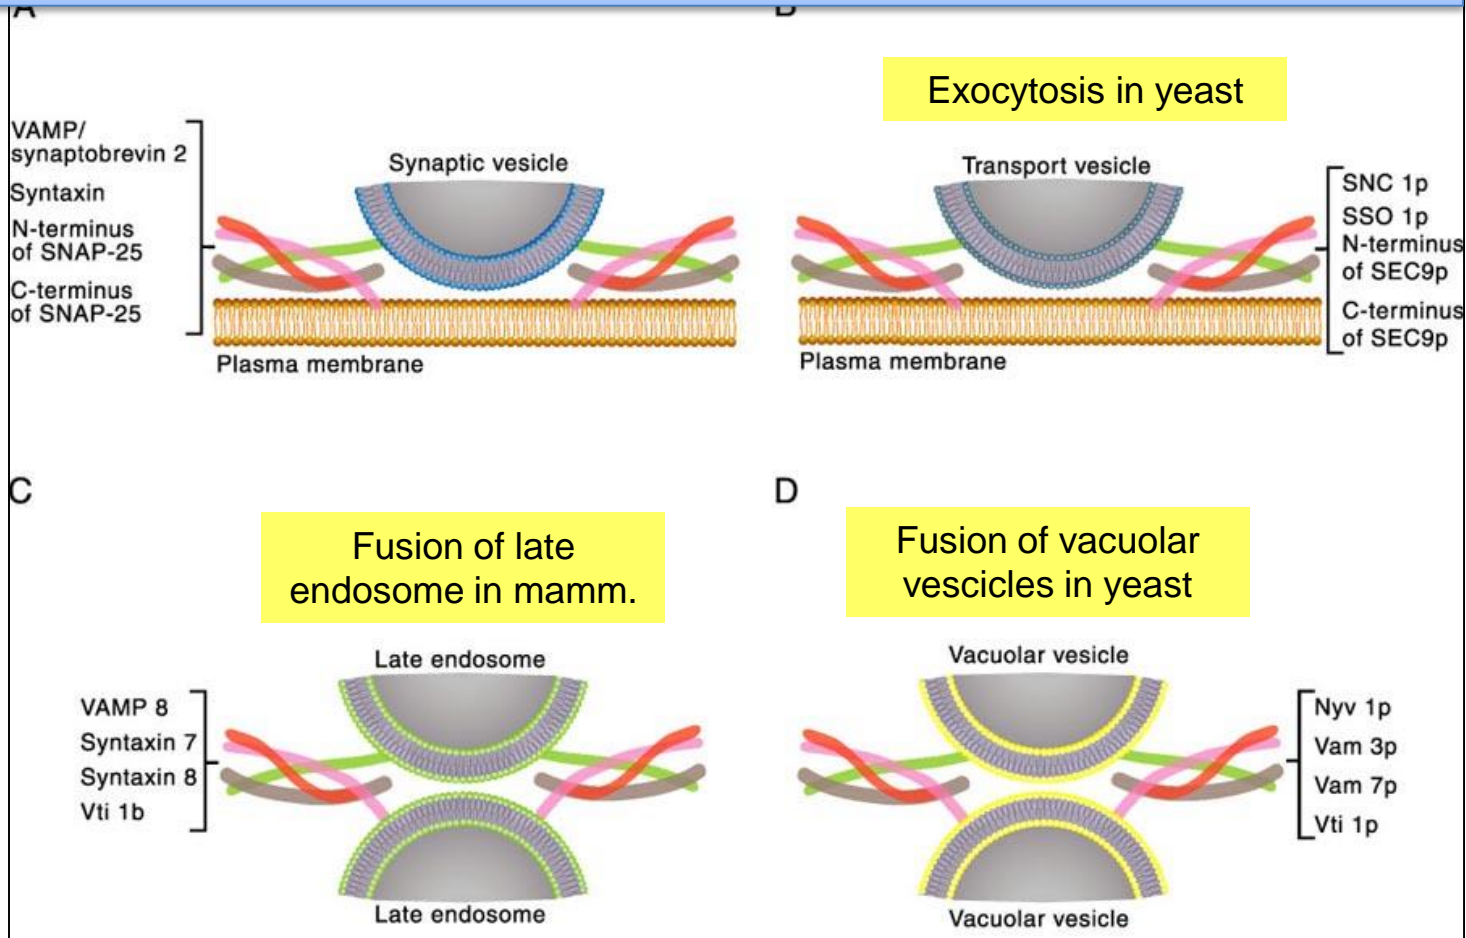 A
B
Exocytosis in yeast
VAMP/
synaptobrevin 2
Syntaxin
N-terminus
of SNAP-25
C-terminus
of SNAP-25
Synaptic vesicle
Plasma membrane
Transport vesicle
Plasma membrane
SNC 1p
SSO 1p
N-terminus
of SEC9p
C-terminus
of SEC9p
C
Fusion of late
endosome in mamm.
Late endosome
VAMP 8
Syntaxin 7
Syntaxin 8
Vti 1b
Late endosome
D
Fusion of vacuolar
vescicles in yeast
Vacuolar vesicle
Nyv 1p
Vam 3p
Vam 7p
Vti 1p
Vacuolar vesicle